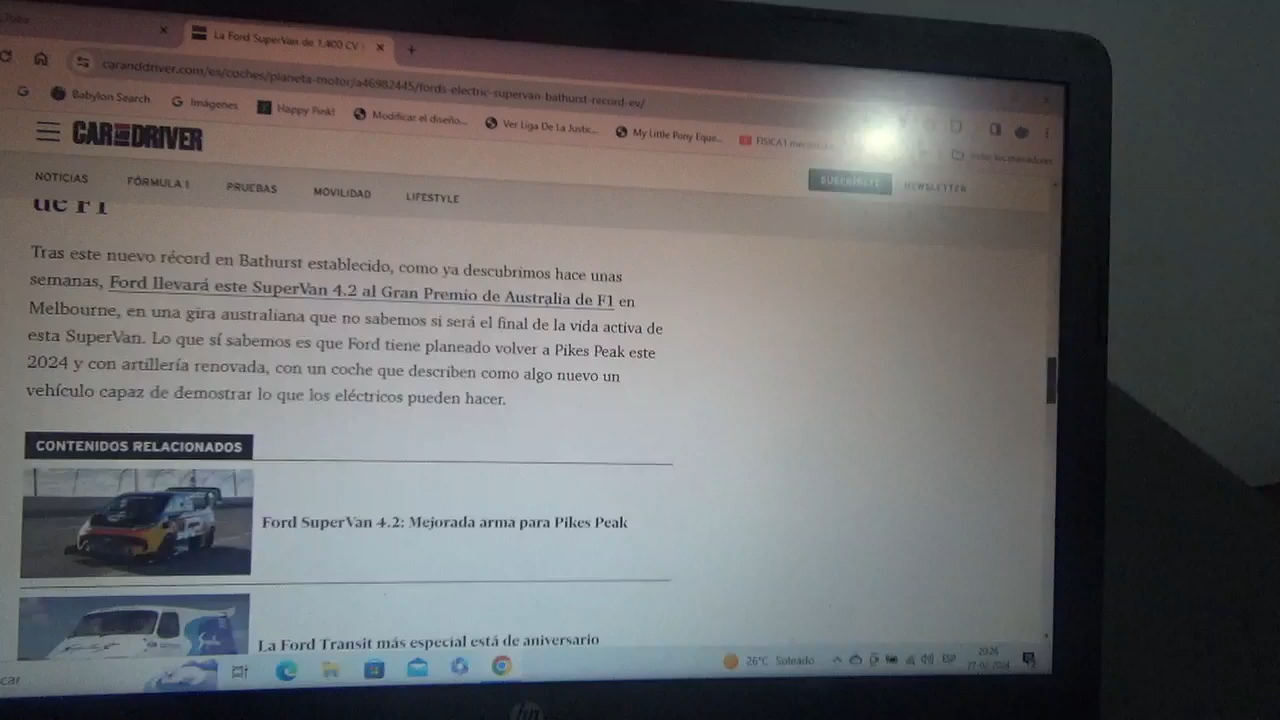 La Ford SuperVan de 1.400 CV
caranddriver.com/es/coches/planeta-motor/a46982445/fords-electric-supervan-bathurst-record-ev/
Babylon Search
Imágenes
Happy Pink!
Modificar el diseño...
Ver Liga De La Justic...
My Little Pony Eque...
FISICA1
CAR AND DRIVER
NOTICIAS
FÓRMULA 1
PRUEBAS
MOVILIDAD
LIFESTYLE
SUSCRÍBETE
NEWSLETTER
de F1
Tras este nuevo récord en Bathurst establecido, como ya descubrimos hace unas
semanas, Ford llevará este SuperVan 4.2 al Gran Premio de Australia de F1 en
Melbourne, en una gira australiana que no sabemos si será el final de la vida activa de
esta SuperVan. Lo que sí sabemos es que Ford tiene planeado volver a Pikes Peak este
2024 y con artillería renovada, con un coche que describen como algo nuevo un
vehículo capaz de demostrar lo que los eléctricos pueden hacer.
CONTENIDOS RELACIONADOS
Ford SuperVan 4.2: Mejorada arma para Pikes Peak
La Ford Transit más especial está de aniversario
car
26°C Soleado
ESP
20:26
27-02-2024
hp